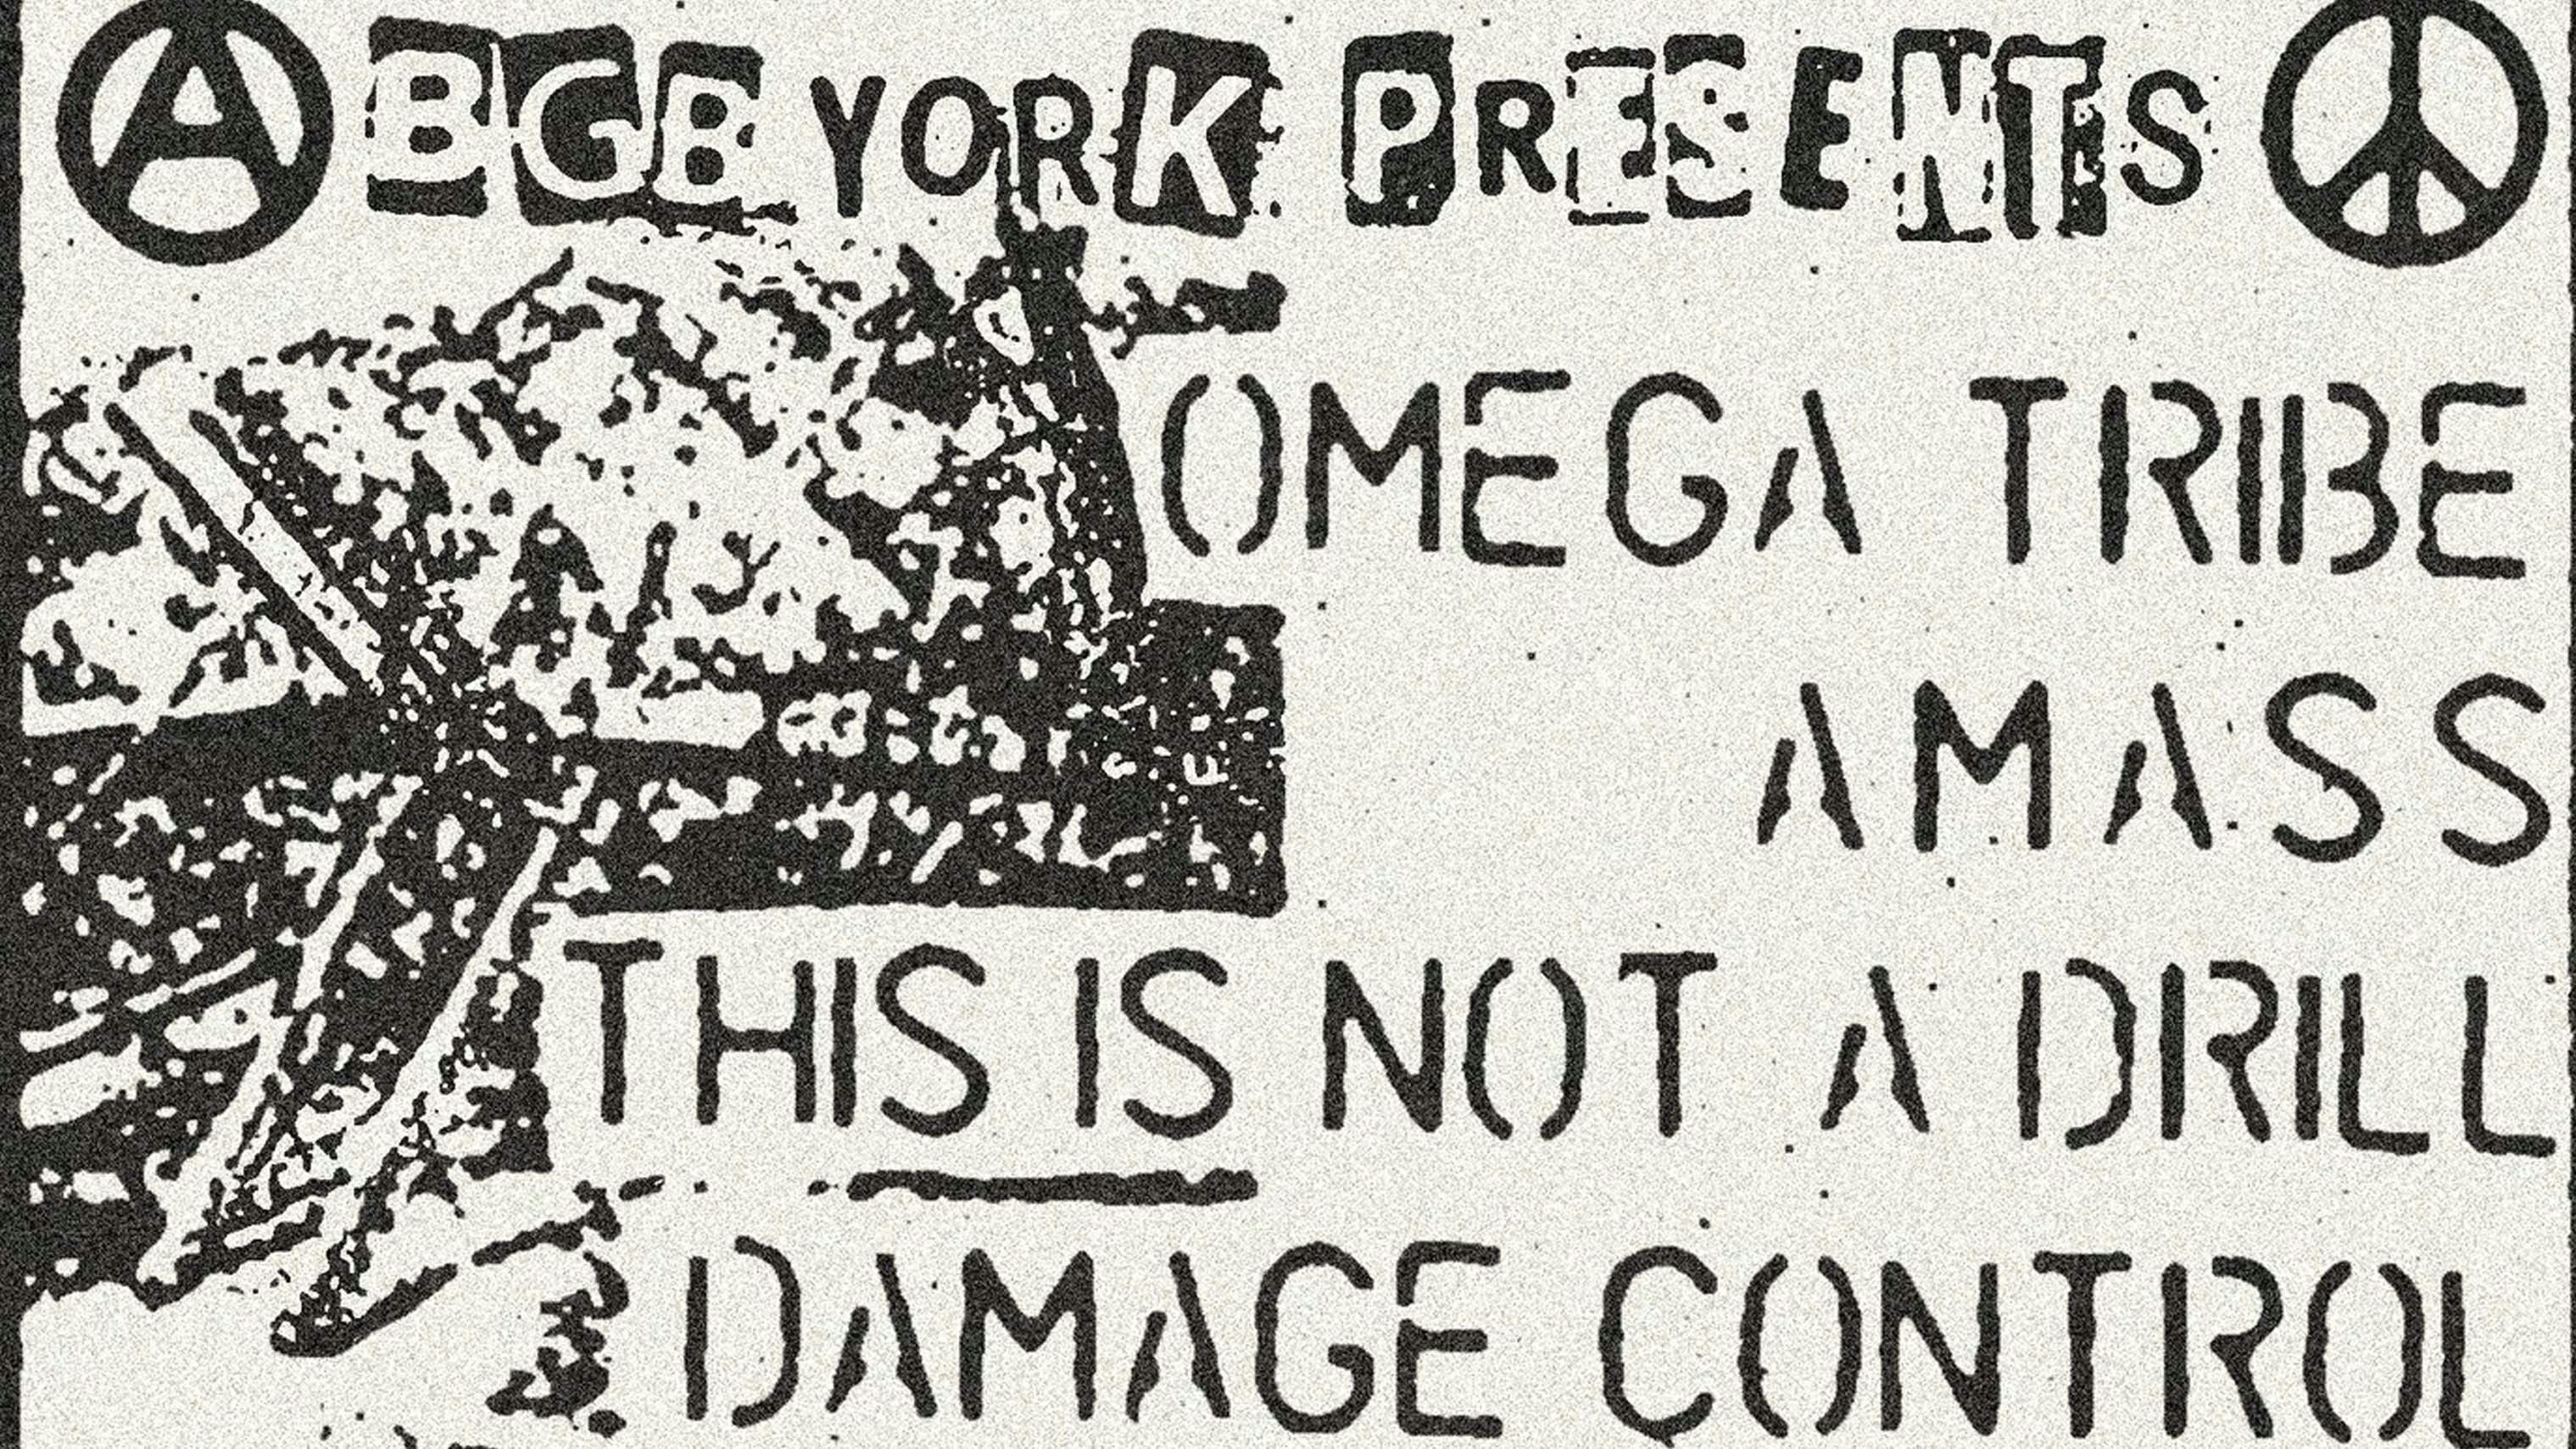 BGB YORK PRESENTS
OMEGA TRIBE
AMASS
THIS IS NOT A DRILL
DAMAGE CONTROL